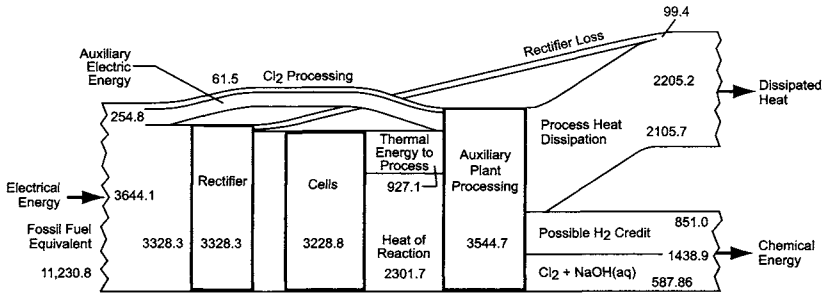 99.4
Rectifier Loss
Auxiliary
Electric
Energy
61.5
Cl2 Processing
2205.2
Dissipated
Heat
254.8
Process Heat
Dissipation
2105.7
Thermal
Energy to
Process
927.1
Auxiliary
Plant
Processing
Rectifier
Cells
Electrical
Energy
3644.1
Fossil Fuel
Equivalent
11,230.8
3328.3
3328.3
3228.8
Heat of
Reaction
2301.7
3544.7
851.0
Possible H2 Credit
1438.9
Chemical
Energy
Cl2 + NaOH(aq)
587.86